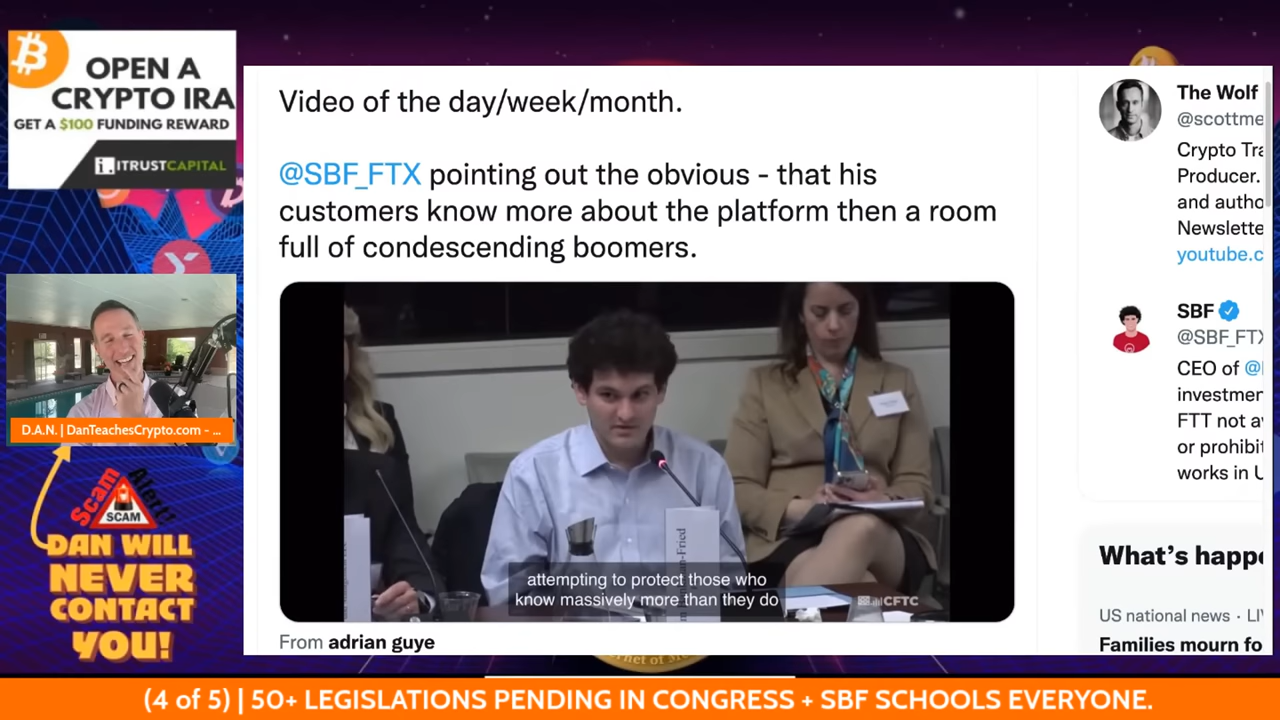 OPEN A
CRYPTO IRA
GET A $100 FUNDING REWARD
i. ITRUSTCAPITAL
Video of the day/week/month.
@SBF_FTX pointing out the obvious - that his
customers know more about the platform then a room
full of condescending boomers.
attempting to protect those who
know massively more than they do
CFTC
From adrian guye
The Wolf
@scottme
Crypto Tra
Producer.
and autho
Newslette
youtube.c
SBF
@SBF_FTX
CEO of @
investmen
FTT not a
or prohibit
works in U
What's happe
US national news · LI
Families mourn fo
D.A.N. | DanTeachesCrypto.com - ...
Scam Alert!
SCAM
DAN WILL
NEVER
CONTACT
YOU!
(4 of 5) | 50+ LEGISLATIONS PENDING IN CONGRESS + SBF SCHOOLS EVERYONE.